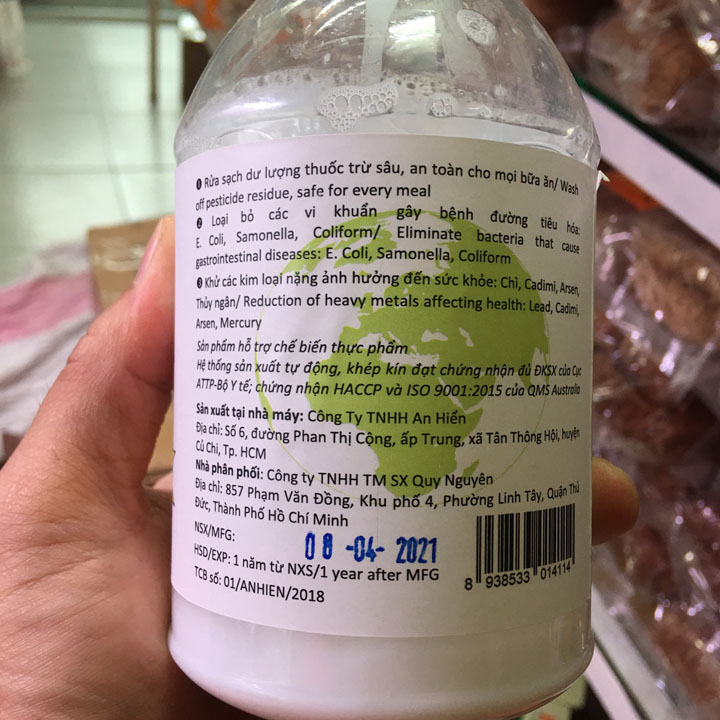 ❶ Rửa sạch dư lượng thuốc trừ sâu, an toàn cho mọi bữa ăn/ Wash
off pesticide residue, safe for every meal
❷ Loại bỏ các vi khuẩn gây bệnh đường tiêu hóa:
E. Coli, Samonella, Coliform/ Eliminate bacteria that cause
gastrointestinal diseases: E. Coli, Samonella, Coliform
❸ Khử các kim loại nặng ảnh hưởng đến sức khỏe: Chì, Cadimi, Arsen,
Thủy ngân/ Reduction of heavy metals affecting health: Lead, Cadimi,
Arsen, Mercury
Sản phẩm hỗ trợ chế biến thực phẩm
Hệ thống sản xuất tự động, khép kín đạt chứng nhận đủ ĐKSX của Cục
ATTP-Bộ Y tế; chứng nhận HACCP và ISO 9001:2015 của QMS Australia
Sản xuất tại nhà máy: Công Ty TNHH An Hiển
Địa chỉ: Số 6, đường Phan Thị Cộng, ấp Trung, xã Tân Thông Hội, huyện
Củ Chi, Tp. HCM
Nhà phân phối: Công ty TNHH TM SX Quy Nguyên
Địa chỉ: 857 Phạm Văn Đồng, Khu phố 4, Phường Linh Tây, Quận Thủ
Đức, Thành Phố Hồ Chí Minh
NSX/MFG: 08-04-2021
HSD/EXP: 1 năm từ NXS/1 year after MFG
TCB số: 01/ANHIEN/2018
8 938533 014114